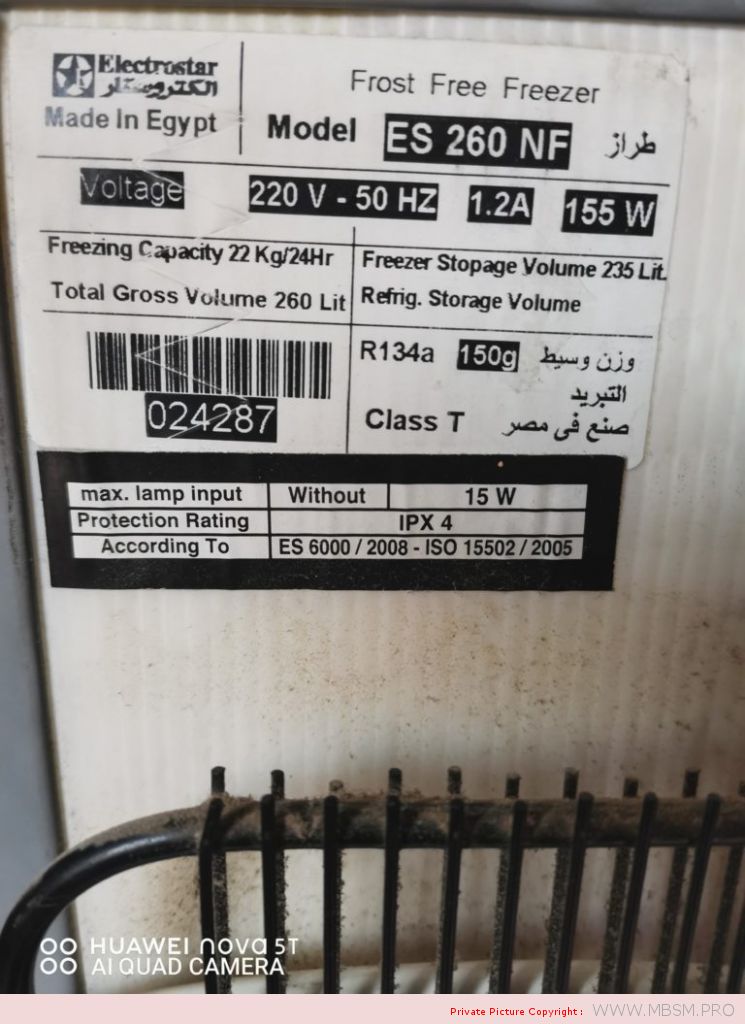 Electrostar
الكتروستار
Made In Egypt
Frost Free Freezer
Model ES 260 NF طراز
Voltage 220 V - 50 HZ 1.2A 155 W
Freezing Capacity 22 Kg/24Hr
Total Gross Volume 260 Lit
Freezer Stopage Volume 235 Lit.
Refrig. Storage Volume
024287
R134a 150g وزن وسيط
التبريد
Class T صنع فى مصر
max. lamp input Without 15 W
Protection Rating IPX 4
According To ES 6000 / 2008 - ISO 15502 / 2005
HUAWEI nova 5T
AI QUAD CAMERA
Private Picture Copyright : WWW.MBSM.PRO